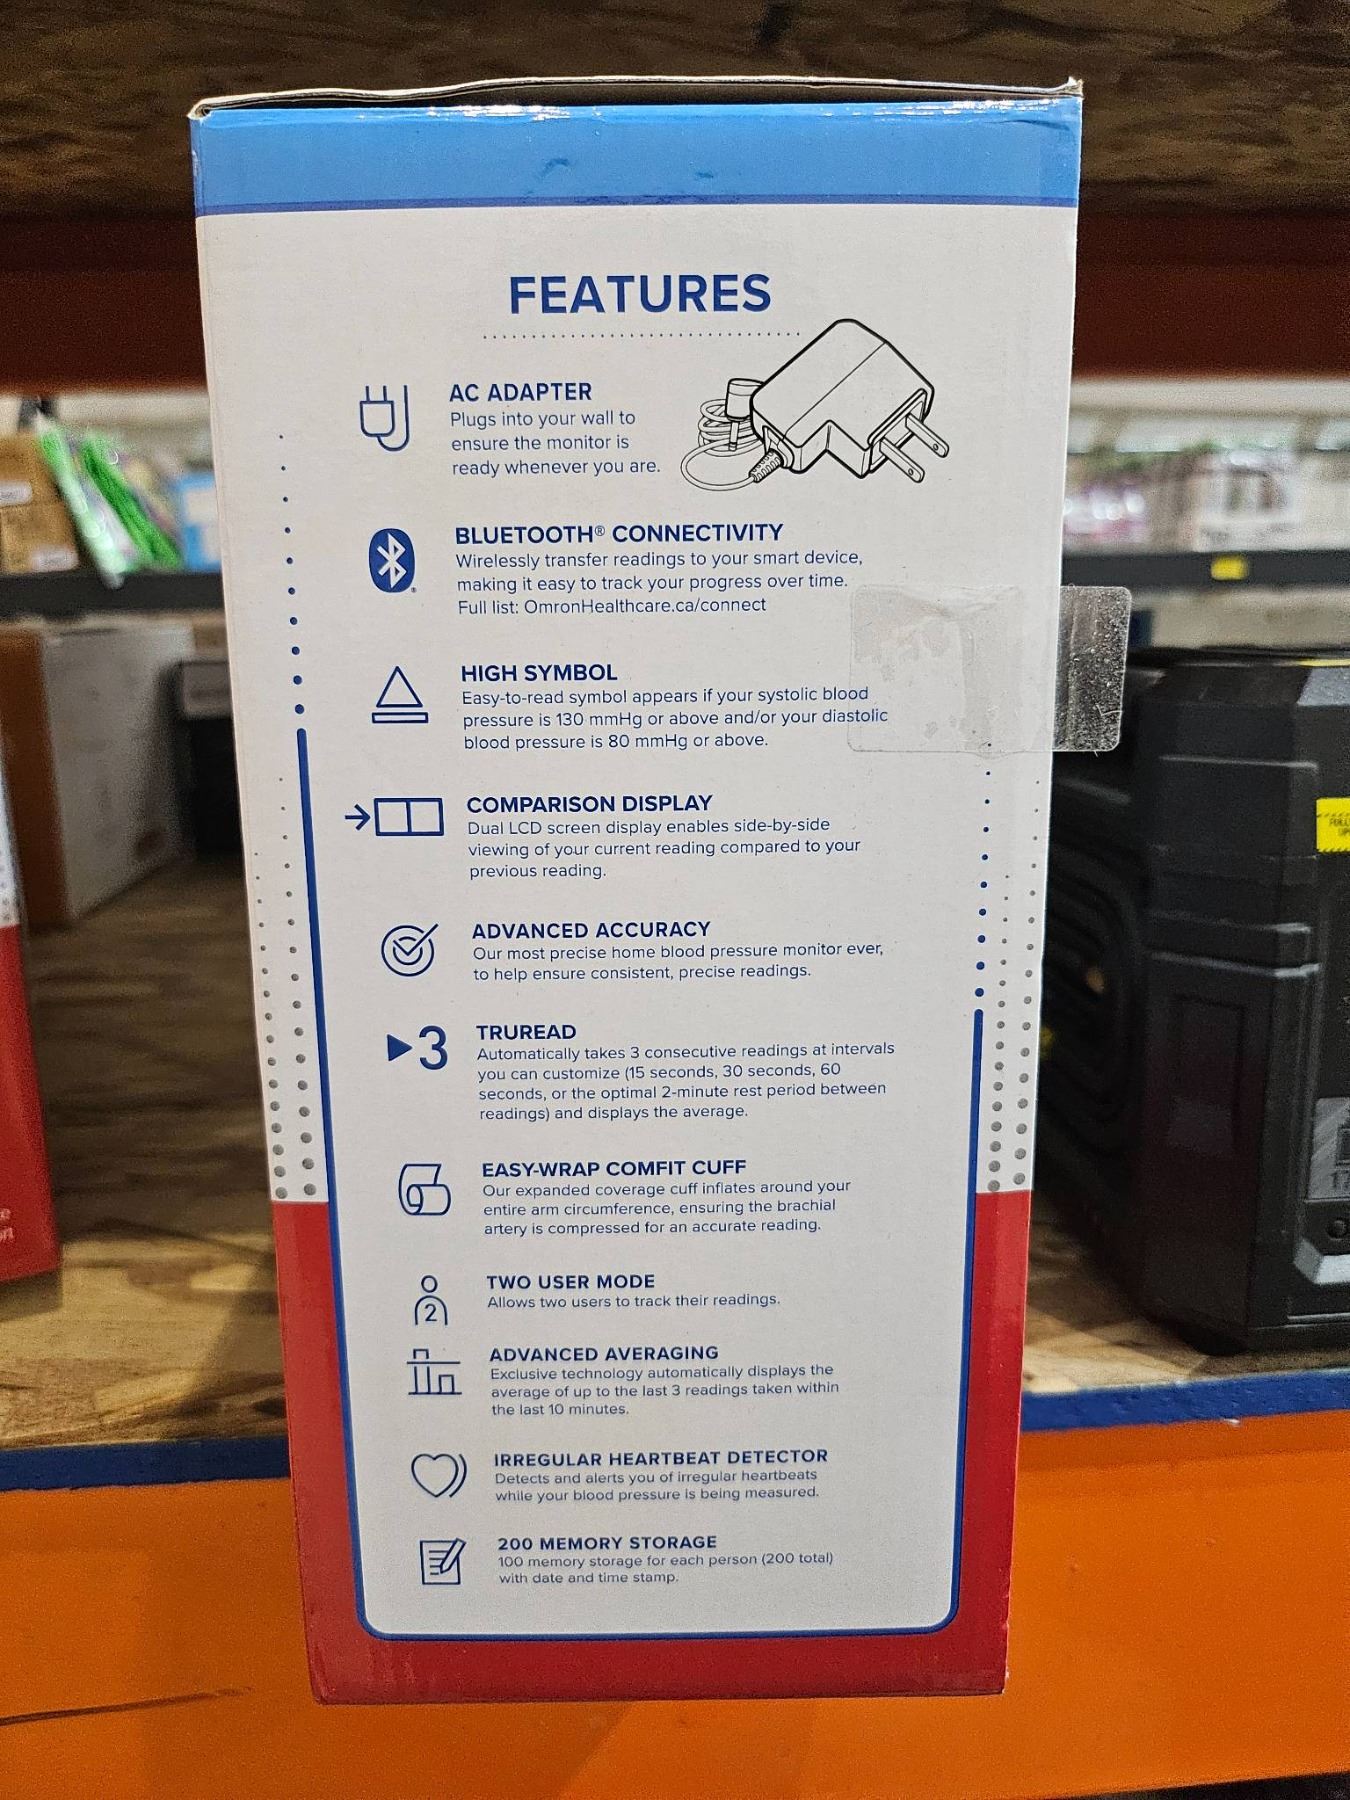 FEATURES
AC ADAPTER
Plugs into your wall to
ensure the monitor is
ready whenever you are.
BLUETOOTH® CONNECTIVITY
Wirelessly transfer readings to your smart device,
making it easy to track your progress over time.
Full list: OmronHealthcare.ca/connect
HIGH SYMBOL
Easy-to-read symbol appears if your systolic blood
pressure is 130 mmHg or above and/or your diastolic
blood pressure is 80 mmHg or above.
COMPARISON DISPLAY
Dual LCD screen display enables side-by-side
viewing of your current reading compared to your
previous reading.
ADVANCED ACCURACY
Our most precise home blood pressure monitor ever,
to help ensure consistent, precise readings.
3
TRUREAD
Automatically takes 3 consecutive readings at intervals
you can customize (15 seconds, 30 seconds, 60
seconds, or the optimal 2-minute rest period between
readings) and displays the average.
EASY-WRAP COMFIT CUFF
Our expanded coverage cuff inflates around your
entire arm circumference, ensuring the brachial
artery is compressed for an accurate reading.
2
TWO USER MODE
Allows two users to track their readings.
ADVANCED AVERAGING
Exclusive technology automatically displays the
average of up to the last 3 readings taken within
the last 10 minutes.
IRREGULAR HEARTBEAT DETECTOR
Detects and alerts you of irregular heartbeats
while your blood pressure is being measured.
200 MEMORY STORAGE
100 memory storage for each person (200 total)
with date and time stamp.